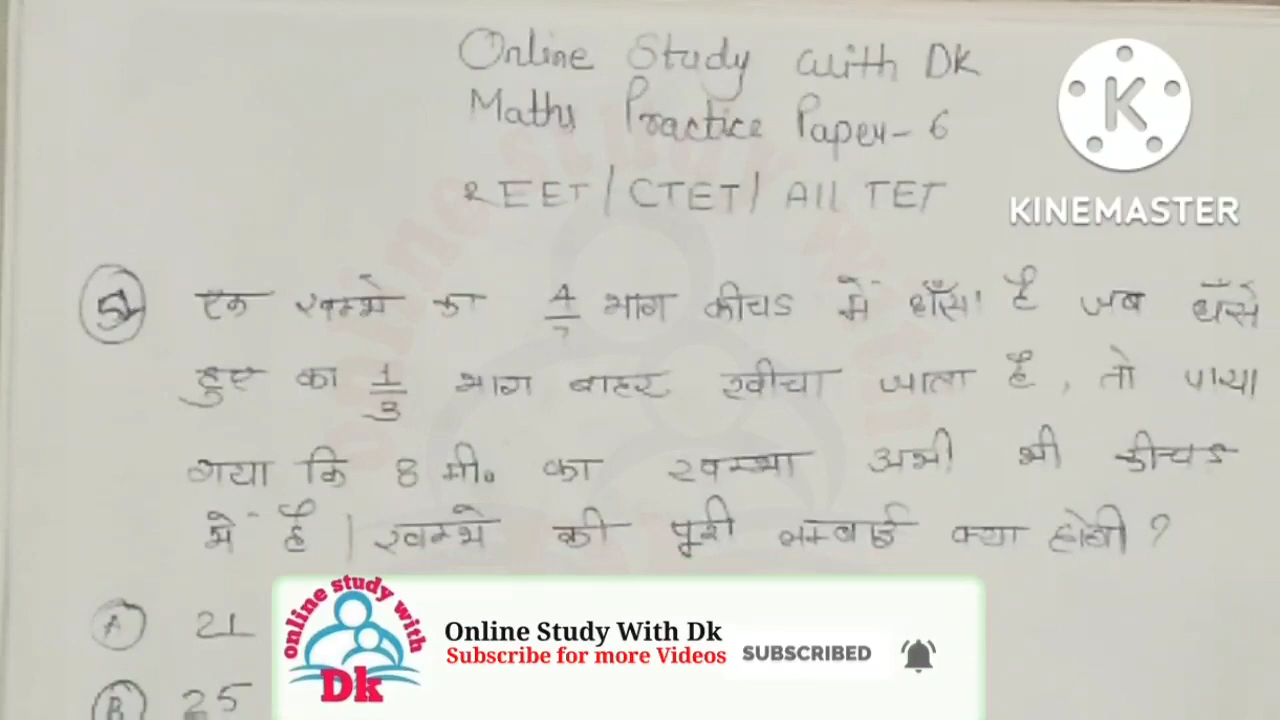 Online Study with DK
Maths Practice Paper-6
REET/CTET/All TET
K
KINEMASTER
5 एक खम्भे का 4/7 भाग कीचड में धँसा है जब धँसे
हुए का 1/3 भाग बाहर खीचा जाता है, तो पाया
गया कि 8 मी० का खम्भा अभी भी कीचड
मे है। खम्भे की पूरी लम्बाई क्या होगी?
A 21
B 25
online study with
Dk
Online Study With Dk
Subscribe for more Videos
SUBSCRIBED